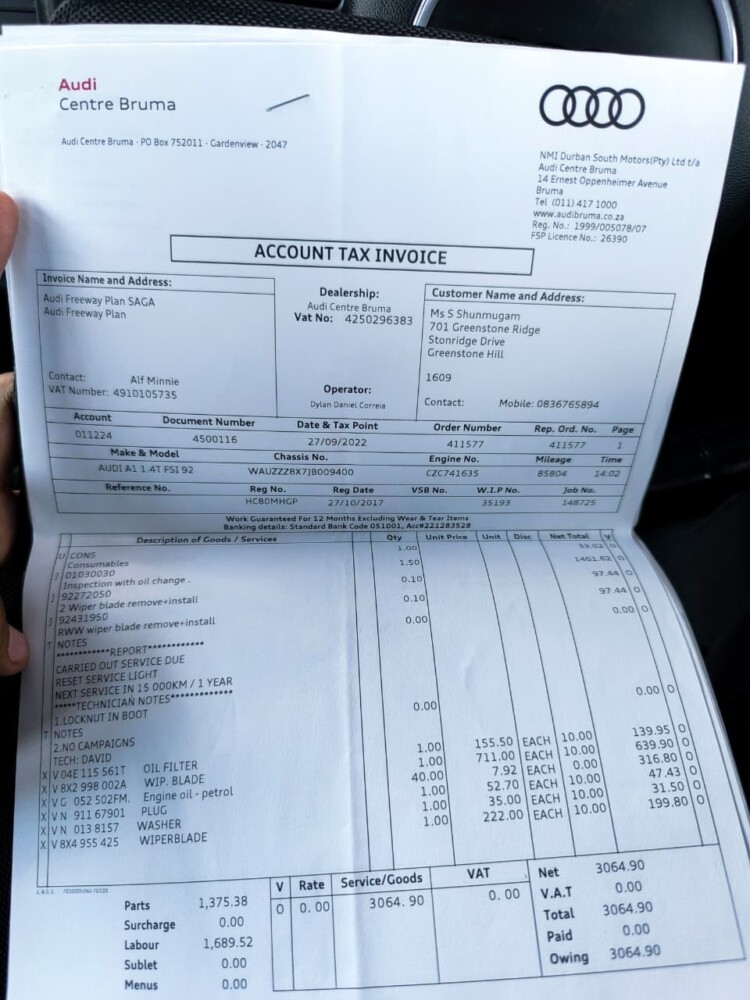 Audi
Centre Bruma
Audi Centre Bruma · PO Box 752011 · Gardenview · 2047
NMI Durban South Motors(Pty) Ltd t/a
Audi Centre Bruma
14 Ernest Oppenheimer Avenue
Bruma
Tel (011) 417 1000
www.audibruma.co.za
Reg. No.: 1999/005078/07
FSP Licence No.: 26390
ACCOUNT TAX INVOICE
Invoice Name and Address:
Audi Freeway Plan SAGA
Audi Freeway Plan
Contact: Alf Minnie
VAT Number: 4910105735
Dealership:
Audi Centre Bruma
Vat No: 4250296383
Operator:
Dylan Daniel Correia
Customer Name and Address:
Ms S Shunmugam
701 Greenstone Ridge
Stonridge Drive
Greenstone Hill
1609
Contact: Mobile: 0836765894
Account Document Number Date & Tax Point Order Number Rep. Ord. No. Page
011224 4500116 27/09/2022 411577 411577 1
Make & Model Chassis No. Engine No. Mileage Time
AUDI A1 1.4T FSI 92 WAUZZZ8X7JB009400 CZC741635 85804 14:02
Reference No. Reg No. Reg Date VSB No. W.I.P No. Job No.
HC80MHGP 27/10/2017 35193 148725
Work Guaranteed For 12 Months Excluding Wear & Tear Items
Banking details: Standard Bank Code 051001, Acc#221283528
Description of Goods / Services Qty Unit Price Unit Disc Net Total V
U CONS 1.00 O
Consumables
J 01030030 1.50 1401.62 O
Inspection with oil change .
J 92272050 0.10 97.44 O
2 Wiper blade remove+install
J 92431950 0.10 97.44 O
RWW wiper blade remove+install
T NOTES 0.00 0.00 O
************REPORT************
CARRIED OUT SERVICE DUE
RESET SERVICE LIGHT
NEXT SERVICE IN 15 000KM / 1 YEAR
*****TECHNICIAN NOTES*************
1.LOCKNUT IN BOOT
T NOTES 0.00 0.00 O
2.NO CAMPAIGNS
TECH: DAVID
X V 04E 115 561T OIL FILTER 1.00 155.50 EACH 10.00 139.95 O
X V 8X2 998 002A WIP. BLADE 1.00 711.00 EACH 10.00 639.90 O
X V G 052 502FM. Engine oil - petrol 40.00 7.92 EACH 0.00 316.80 O
X V N 911 67901 PLUG 1.00 52.70 EACH 10.00 47.43 O
X V N 013 8157 WASHER 1.00 35.00 EACH 10.00 31.50 O
X V 8X4 955 425 WIPERBLADE 1.00 222.00 EACH 10.00 199.80 O
Parts 1,375.38
Surcharge 0.00
Labour 1,689.52
Sublet 0.00
Menus 0.00
V Rate Service/Goods VAT
O 0.00 3064.90 0.00
Net 3064.90
V.A.T 0.00
Total 3064.90
Paid 0.00
Owing 3064.90